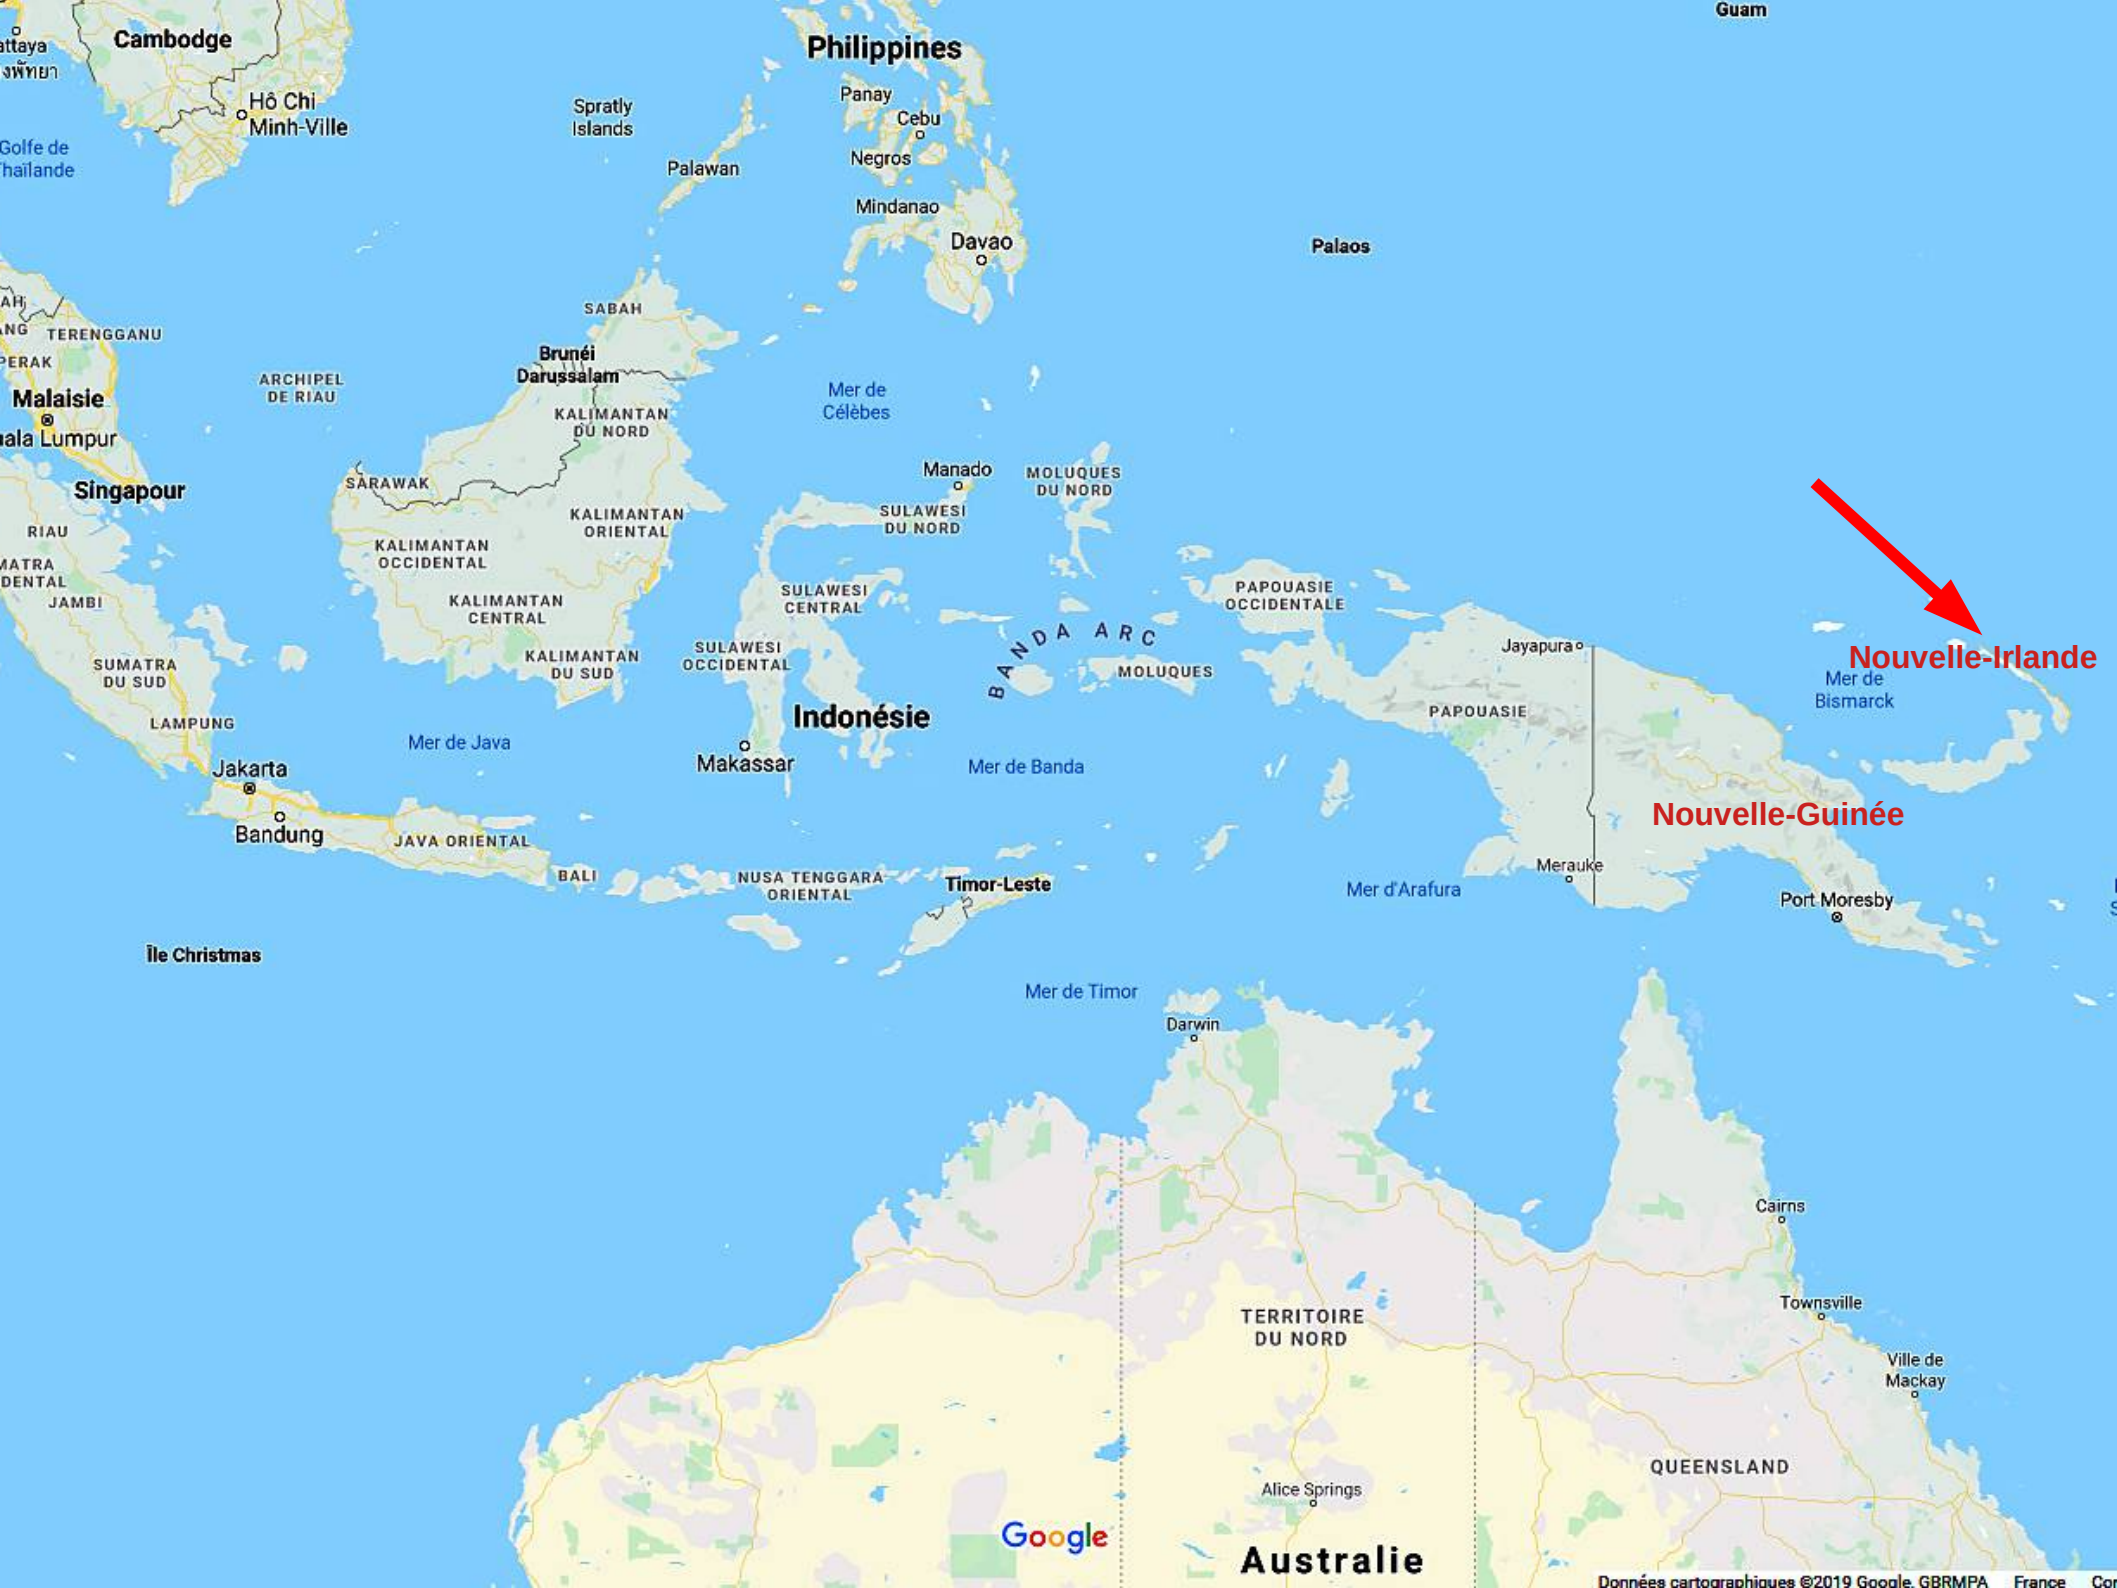 Guam
Cambodge
attaya
Philippines
Hô Chi
Minh-Ville
Spratly
Islands
Panay
Cebu
Golfe de
Thaïlande
Palawan
Negros
Mindanao
Davao
Palaos
SABAH
TERENGGANU
PERAK
Brunéi
Darussalam
ARCHIPEL
DE RIAU
Malaisie
Mer de
Célèbes
KALIMANTAN
DU NORD
ala Lumpur
Manado
MOLUQUES
DU NORD
Singapour
SARAWAK
SULAWESI
DU NORD
KALIMANTAN
ORIENTAL
RIAU
KALIMANTAN
OCCIDENTAL
MATRA
DENTAL
JAMBI
KALIMANTAN
CENTRAL
SULAWESI
CENTRAL
PAPOUASIE
OCCIDENTALE
BANDA ARC
Jayapura
Nouvelle-Irlande
Mer de
Bismarck
SUMATRA
DU SUD
KALIMANTAN
DU SUD
SULAWESI
OCCIDENTAL
MOLUQUES
PAPOUASIE
LAMPUNG
Indonésie
Mer de Java
Makassar
Mer de Banda
Jakarta
Bandung
JAVA ORIENTAL
Nouvelle-Guinée
BALI
NUSA TENGGARA
ORIENTAL
Timor-Leste
Mer d'Arafura
Merauke
Port Moresby
Île Christmas
Mer de Timor
Darwin
Cairns
TERRITOIRE
DU NORD
Townsville
Ville de
Mackay
QUEENSLAND
Alice Springs
Google
Australie
Données cartographiques ©2019 Google, GBRMPA France